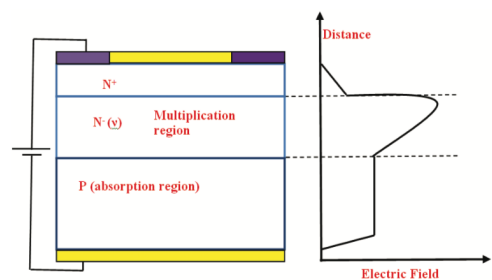 Distance
N⁺
N⁻ (ν) Multiplication
region
P (absorption region)
Electric Field